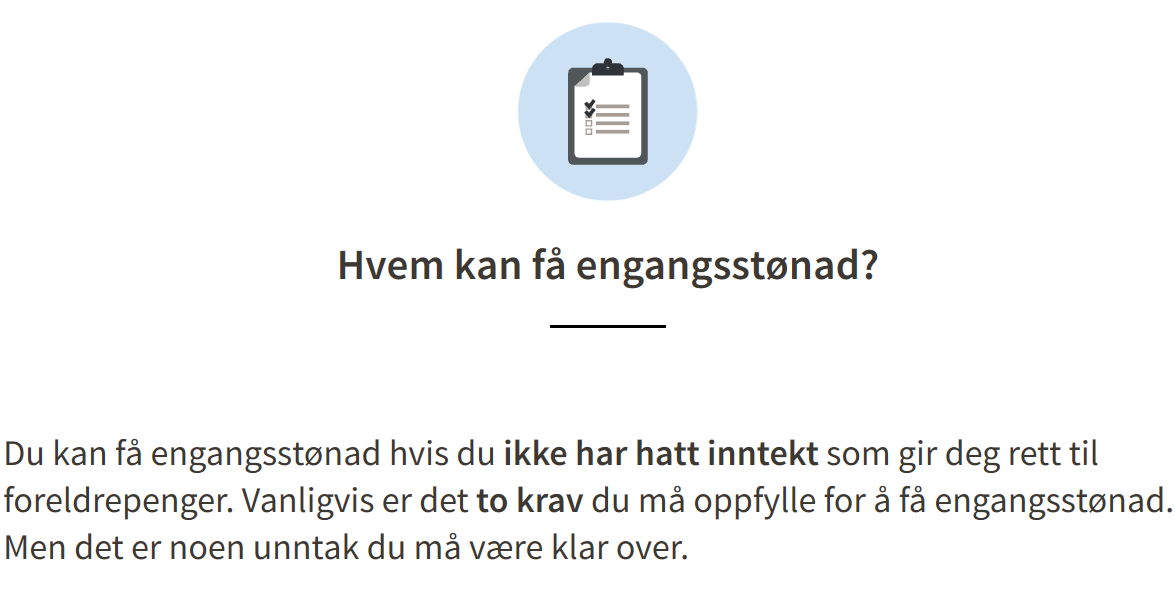 Hvem kan få engangsstønad?
Du kan få engangsstønad hvis du ikke har hatt inntekt som gir deg rett til
foreldrepenger. Vanligvis er det to krav du må oppfylle for å få engangsstønad.
Men det er noen unntak du må være klar over.